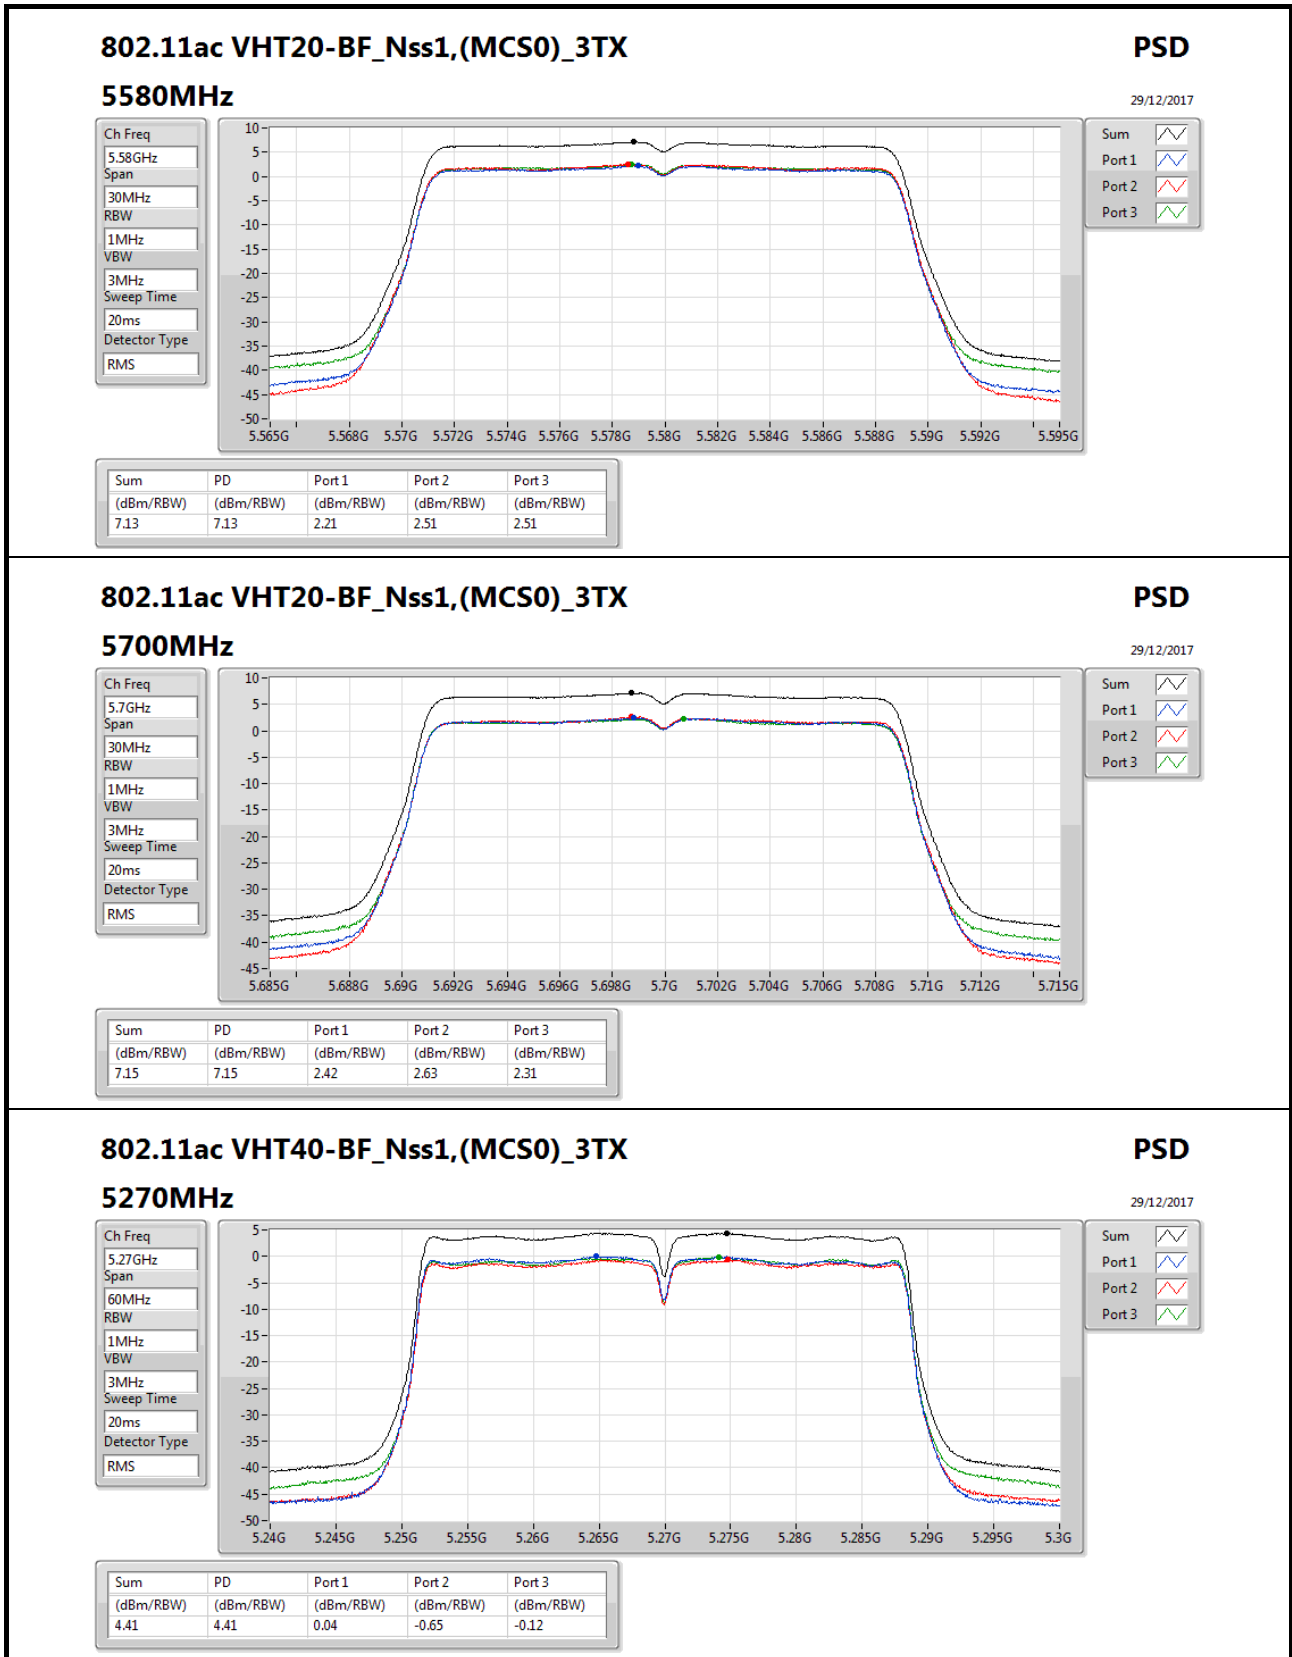 802.11ac VHT20-BF_Nss1,(MCS0)_3TX PSD
5580MHz 29/12/2017
Ch Freq
5.58GHz
Span
30MHz
RBW
1MHz
VBW
3MHz
Sweep Time
20ms
Detector Type
RMS
10
5
0
-5
-10
-15
-20
-25
-30
-35
-40
-45
-50
5.565G 5.568G 5.57G 5.572G 5.574G 5.576G 5.578G 5.58G 5.582G 5.584G 5.586G 5.588G 5.59G 5.592G 5.595G
Sum
Port 1
Port 2
Port 3
Sum PD Port 1 Port 2 Port 3
(dBm/RBW) (dBm/RBW) (dBm/RBW) (dBm/RBW) (dBm/RBW)
7.13 7.13 2.21 2.51 2.51
802.11ac VHT20-BF_Nss1,(MCS0)_3TX PSD
5700MHz 29/12/2017
Ch Freq
5.7GHz
Span
30MHz
RBW
1MHz
VBW
3MHz
Sweep Time
20ms
Detector Type
RMS
10
5
0
-5
-10
-15
-20
-25
-30
-35
-40
-45
5.685G 5.688G 5.69G 5.692G 5.694G 5.696G 5.698G 5.7G 5.702G 5.704G 5.706G 5.708G 5.71G 5.712G 5.715G
Sum
Port 1
Port 2
Port 3
Sum PD Port 1 Port 2 Port 3
(dBm/RBW) (dBm/RBW) (dBm/RBW) (dBm/RBW) (dBm/RBW)
7.15 7.15 2.42 2.63 2.31
802.11ac VHT40-BF_Nss1,(MCS0)_3TX PSD
5270MHz 29/12/2017
Ch Freq
5.27GHz
Span
60MHz
RBW
1MHz
VBW
3MHz
Sweep Time
20ms
Detector Type
RMS
5
0
-5
-10
-15
-20
-25
-30
-35
-40
-45
-50
5.24G 5.245G 5.25G 5.255G 5.26G 5.265G 5.27G 5.275G 5.28G 5.285G 5.29G 5.295G 5.3G
Sum
Port 1
Port 2
Port 3
Sum PD Port 1 Port 2 Port 3
(dBm/RBW) (dBm/RBW) (dBm/RBW) (dBm/RBW) (dBm/RBW)
4.41 4.41 0.04 -0.65 -0.12